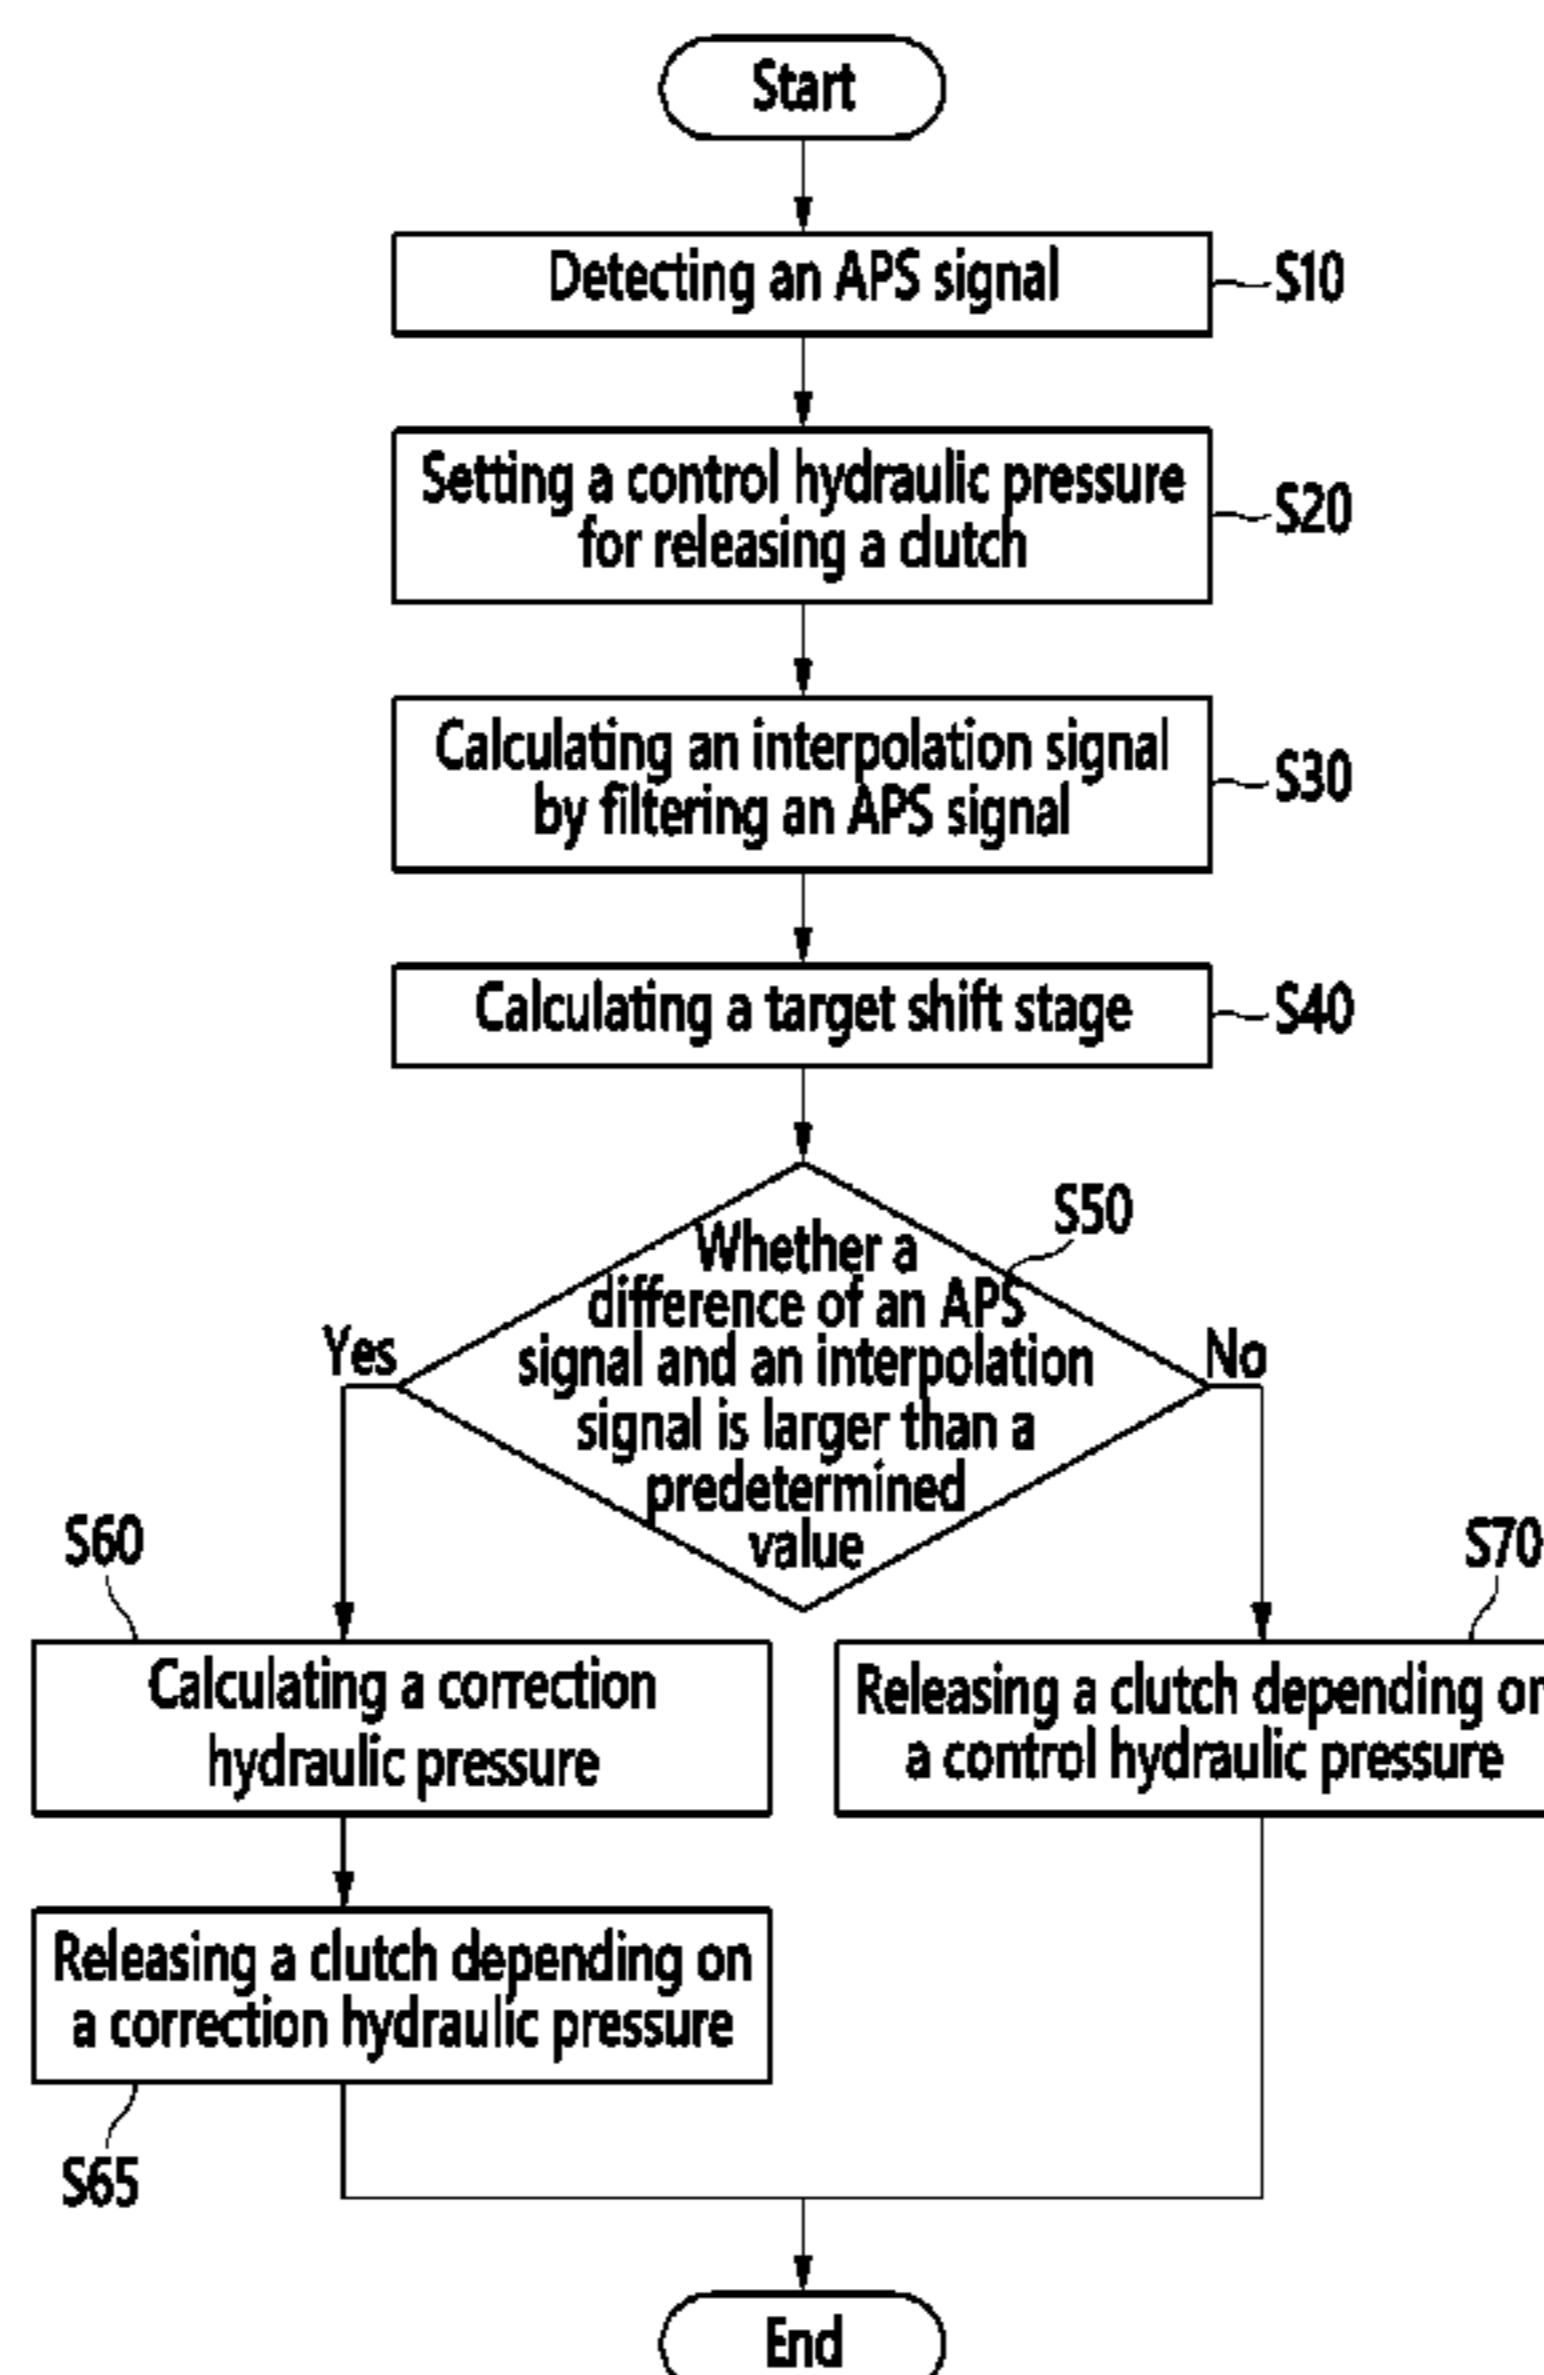 Start
Detecting an APS signal
S10
Setting a control hydraulic pressure
for releasing a clutch
S20
Calculating an interpolation signal
by filtering an APS signal
S30
Calculating a target shift stage
S40
S50
Whether a
difference of an APS
signal and an interpolation
signal is larger than a
predetermined
value
Yes
No
S60
Calculating a correction
hydraulic pressure
S70
Releasing a clutch depending on
a control hydraulic pressure
Releasing a clutch depending on
a correction hydraulic pressure
S65
End